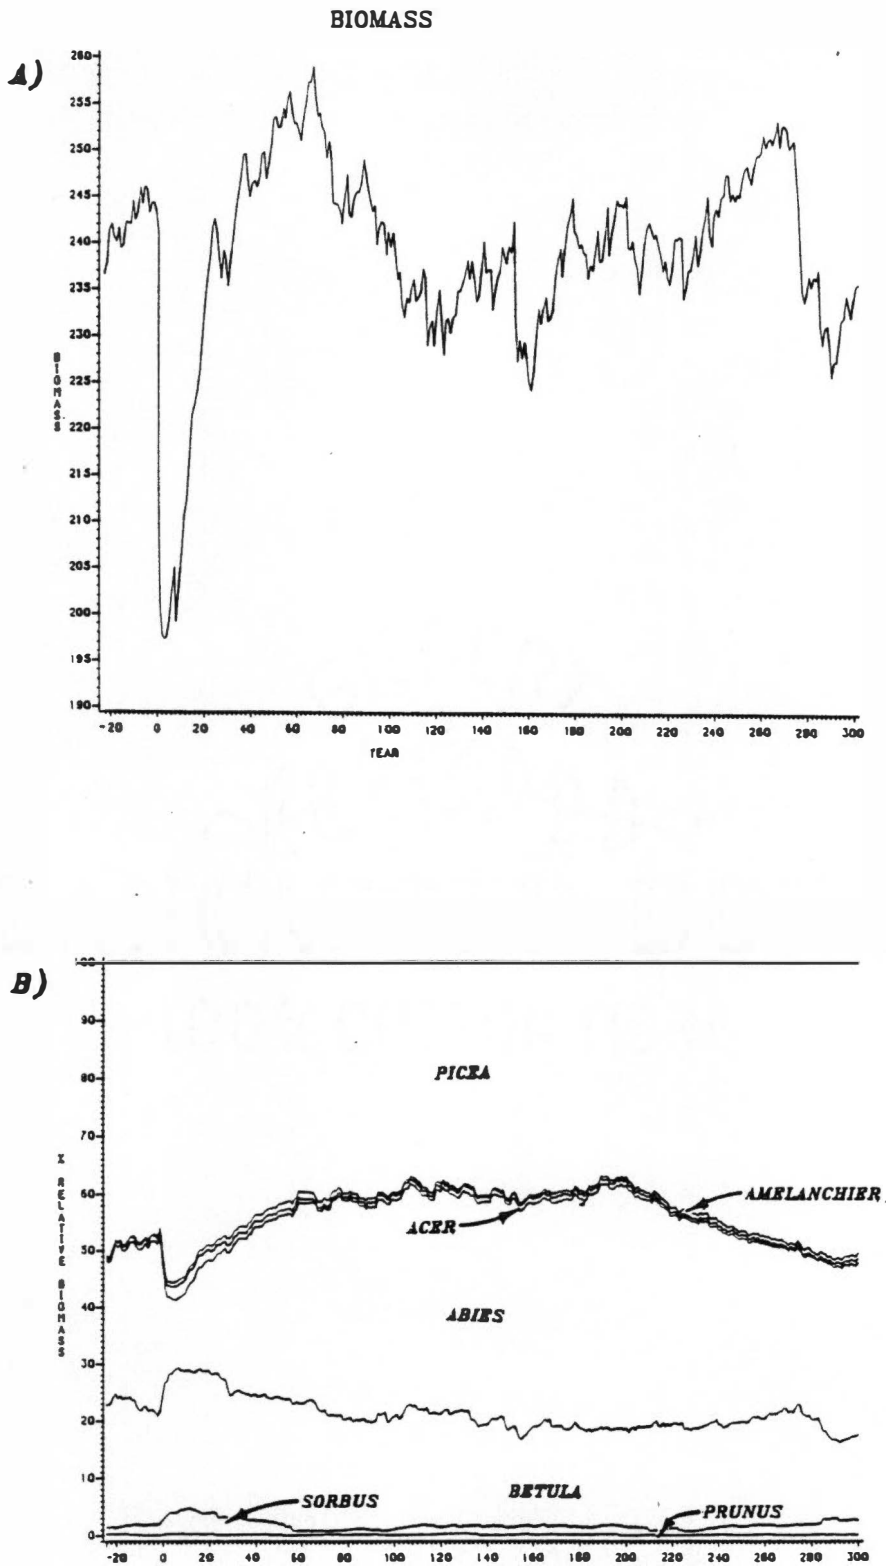 BIOMASS
A)
260
255
250
245
240
235
230
225
220
215
210
205
200
195
190
BIOMASS
-20 0 20 40 60 80 100 120 140 160 180 200 220 240 260 280 300
YEAR
B)
100
90
80
70
60
50
40
30
20
10
0
% RELATIVE BIOMASS
PICEA
AMELANCHIER
ACER
ABIES
BETULA
SORBUS
PRUNUS
-20 0 20 40 60 80 100 120 140 160 180 200 220 240 260 280 300